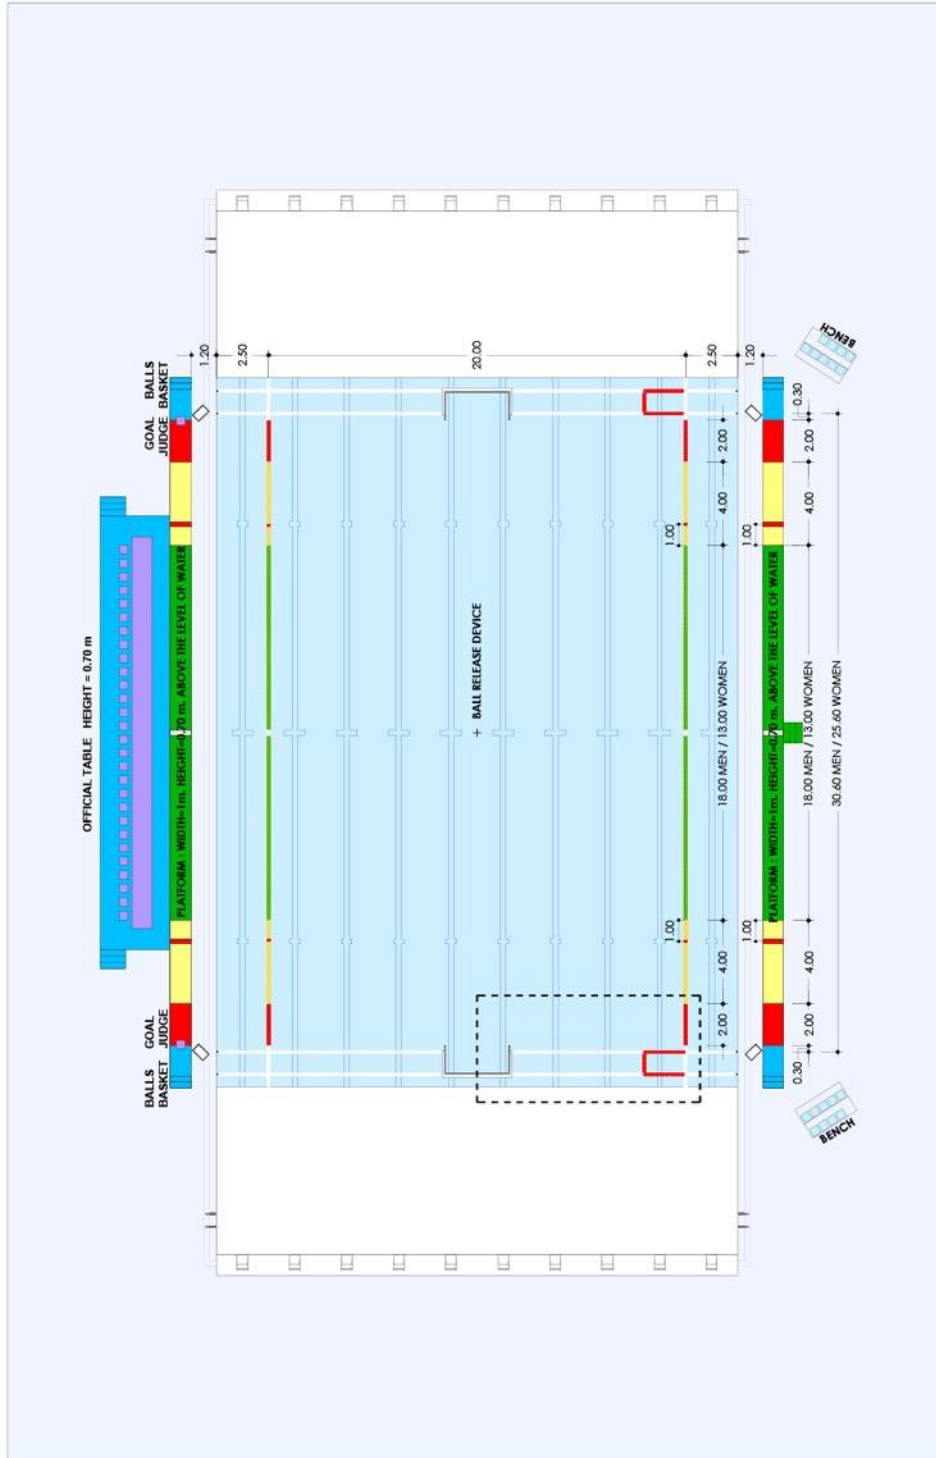 OFFICIAL TABLE HEIGHT = 0.70 m
BALLS
BASKET
GOAL
JUDGE
GOAL
JUDGE
BALLS
BASKET
PLATFORM : WIDTH=1m. HEIGHT=0.70 m. ABOVE THE LEVEL OF WATER
1.20
2.50
20.00
2.50
1.20
BENCH
+ BALL RELEASE DEVICE
1.00
1.00
2.00
4.00
18.00 MEN / 13.00 WOMEN
4.00
2.00
1.00
1.00
PLATFORM : WIDTH=1m. HEIGHT=0.70 m. ABOVE THE LEVEL OF WATER
0.30
2.00
4.00
18.00 MEN / 13.00 WOMEN
4.00
2.00
0.30
30.60 MEN / 25.60 WOMEN
BENCH